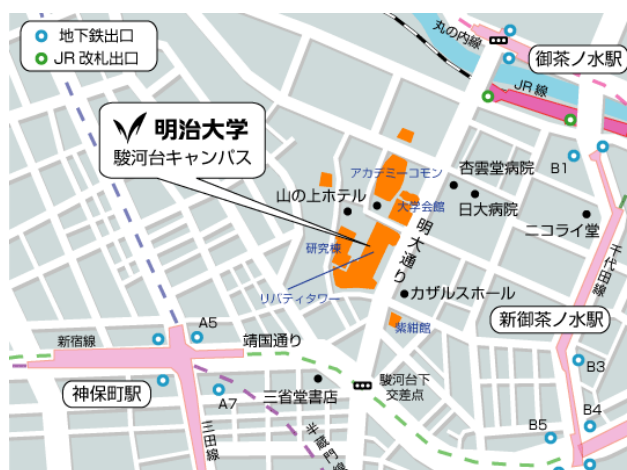 地下鉄出口
JR 改札出口
丸の内線
御茶ノ水駅
JR 線
明治大学
駿河台キャンパス
アカデミーコモン
杏雲堂病院
B1
山の上ホテル
大学会館
日大病院
ニコライ堂
研究棟
明大通り
千代田線
リバティタワー
カザルスホール
紫紺館
新御茶ノ水駅
A5
新宿線
靖国通り
神保町駅
A7
三省堂書店
駿河台下
交差点
B3
B4
B5
三田線
半蔵門線